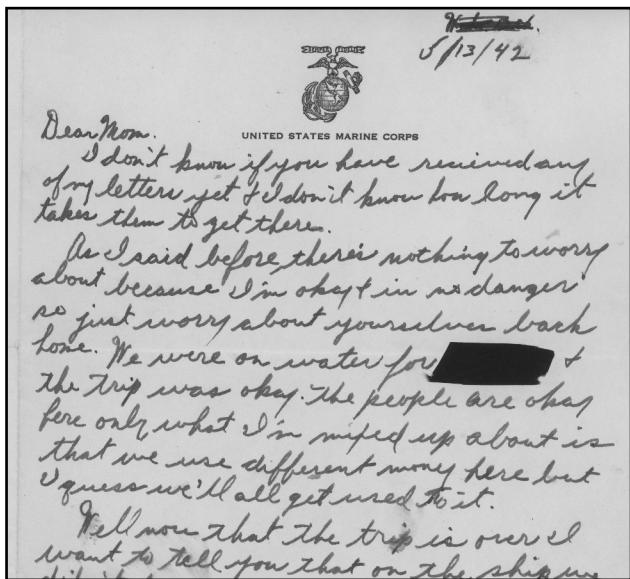 5/13/42
UNITED STATES MARINE CORPS
Dear Mom.
I don't know if you have recieved any
of my letters yet & I don't know how long it
takes them to get there.
As I said before there's nothing to worry
about because I'm okay & in no danger
so just worry about yourselves back
home. We were on water for &
the trip was okay. The people are okay
here only what I'm mixed up about is
that we use different money here but
I guess we'll all get used to it.
Well now that the trip is over I
want to tell you that on the ship we